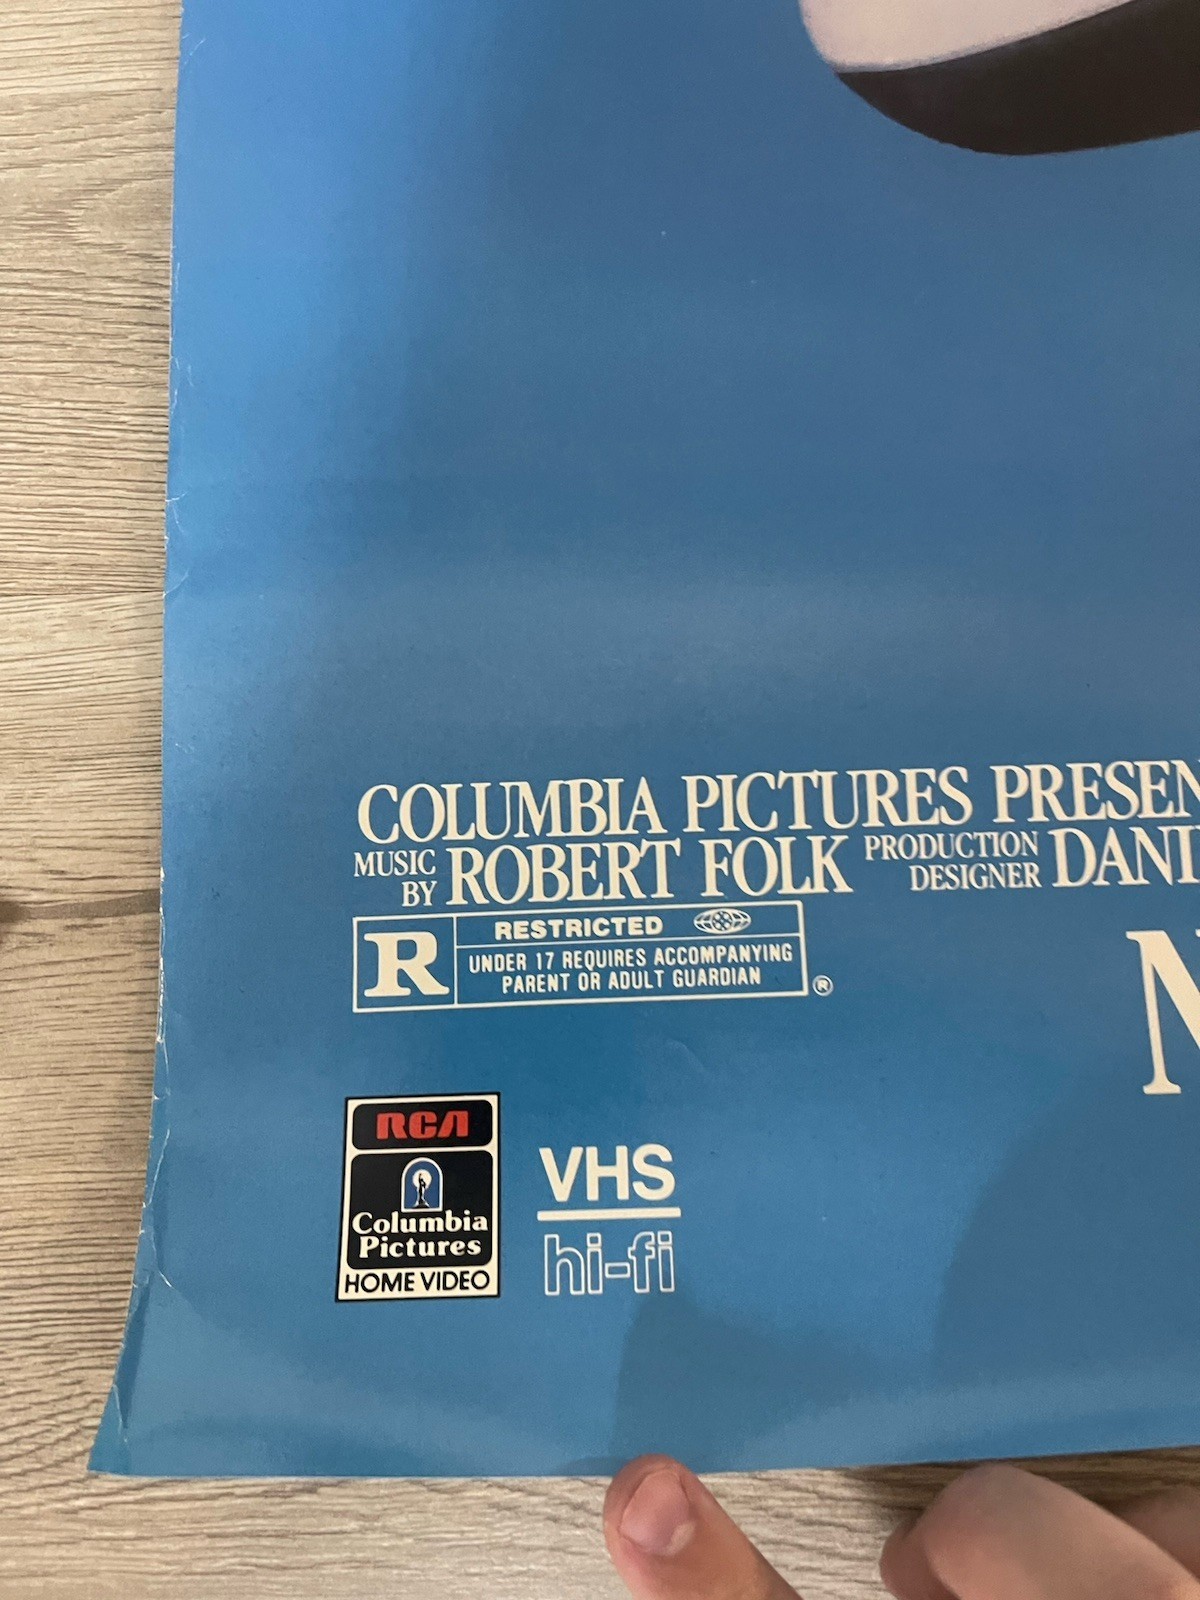 COLUMBIA PICTURES PRESEN
MUSIC BY ROBERT FOLK PRODUCTION DESIGNER DANI
R
RESTRICTED
UNDER 17 REQUIRES ACCOMPANYING
PARENT OR ADULT GUARDIAN
®
N
RCA
Columbia
Pictures
HOME VIDEO
VHS
hi-fi